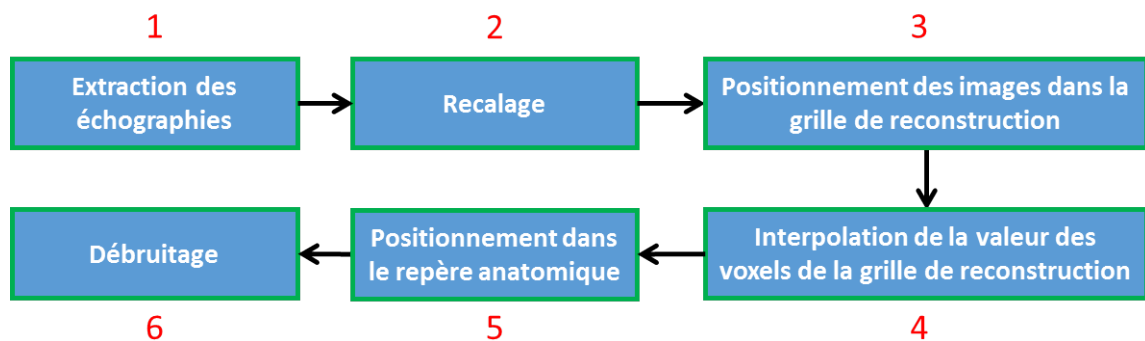 1
Extraction des
échographies
2
Recalage
3
Positionnement des images dans la
grille de reconstruction
Interpolation de la valeur des
voxels de la grille de reconstruction
4
Positionnement dans
le repère anatomique
5
Débruitage
6